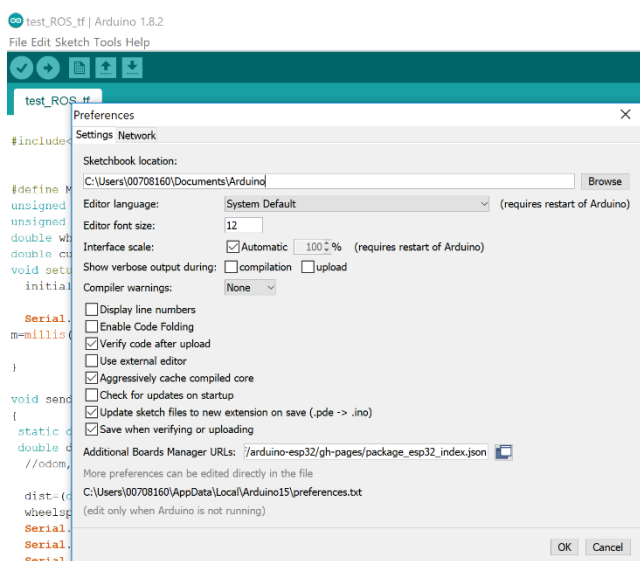 test_ROS_tf | Arduino 1.8.2
File Edit Sketch Tools Help
test_ROS_tf
Preferences
Settings Network
#include<
Sketchbook location:
C:\Users\00708160\Documents\Arduino
Browse
#define M
Editor language: System Default (requires restart of Arduino)
unsigned
Editor font size: 12
unsigned
double wh
Interface scale: Automatic 100 % (requires restart of Arduino)
double cu
void setu
Show verbose output during: compilation upload
initial
Compiler warnings: None
Display line numbers
Serial.
Enable Code Folding
m=millis(
Verify code after upload
Use external editor
}
Aggressively cache compiled core
Check for updates on startup
void send
Update sketch files to new extension on save (.pde -> .ino)
{
Save when verifying or uploading
static d
double d
Additional Boards Manager URLs: /arduino-esp32/gh-pages/package_esp32_index.json
//odom,
More preferences can be edited directly in the file
dist=(d
C:\Users\00708160\AppData\Local\Arduino15\preferences.txt
wheelsp
(edit only when Arduino is not running)
Serial.
Serial.
OK Cancel
Serial